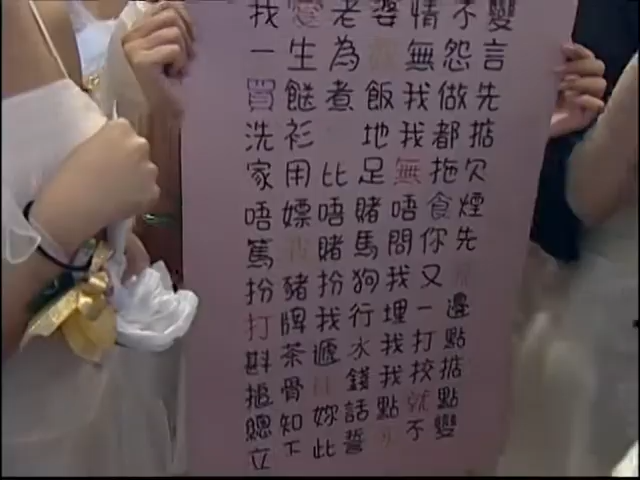 我愛老婆情不變
一生為 無怨言
買餸煮飯我做先
洗衫 地我都掂
家用比足無拖欠
唔嫖唔賭唔食煙
篤 賭馬問你先
扮豬扮狗我又
打牌我行埋一邊
斟茶遞水我打點
搥骨 錢我校掂
總知妳話點就點
立下此誓 不變